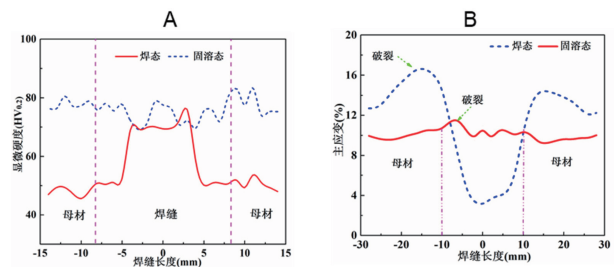 A
B
焊态
固溶态
显微硬度(HV0.2)
100
80
60
40
30
母材
焊缝
母材
-15
-10
-5
0
5
10
15
焊缝长度(mm)
焊态
固溶态
破裂
破裂
主应变(%)
20
16
12
8
4
0
母材
母材
-30
-20
-10
0
10
20
30
焊缝长度(mm)